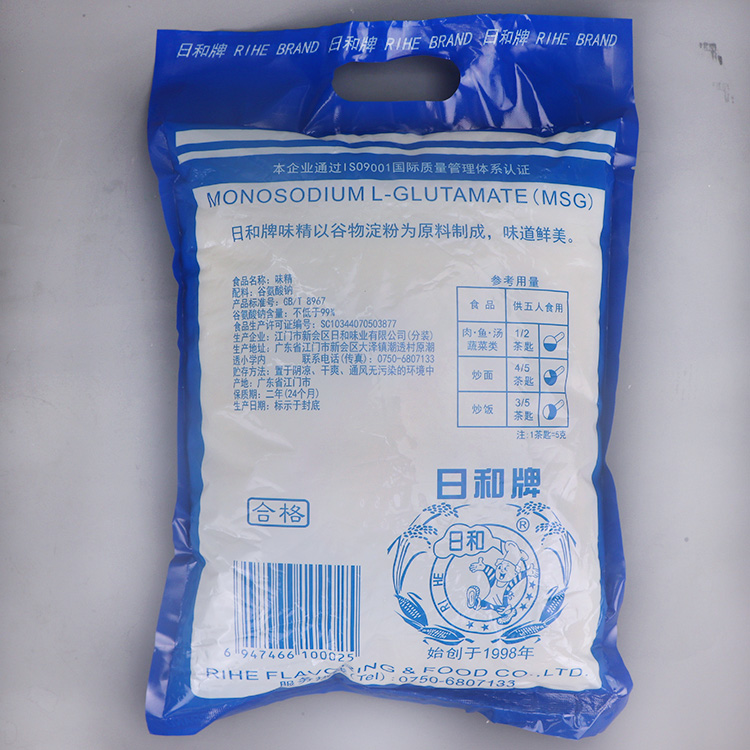 日和牌 RIHE BRAND 日和牌 RIHE BRAND 日和牌 RIHE BRAND
本企业通过ISO9001国际质量管理体系认证
MONOSODIUM L-GLUTAMATE(MSG)
日和牌味精以谷物淀粉为原料制成，味道鲜美。
食品名称：味精
配料：谷氨酸钠
产品标准号：GB/T 8967
谷氨酸钠含量：不低于99%
食品生产许可证编号：SC10344070503877
生产企业：江门市新会区日和味业有限公司(分装)
生产地址：广东省江门市新会区大泽镇潮透村原潮
透小学内 联系电话(传真)：0750-6807133
贮存方法：置于阴凉、干爽、通风无污染的环境中
产地：广东省江门市
保质期：二年(24个月)
生产日期：标示于封底
参考用量
食品 供五人食用
肉·鱼·汤 蔬菜类 1/2 茶匙
炒面 4/5 茶匙
炒饭 3/5 茶匙
注：1茶匙=5克
合格
日和牌
®
日和
RI HE
始创于1998年
6 947466 100025
RIHE FLAVORING & FOOD CO.,LTD.
(Tel)：0750-6807133